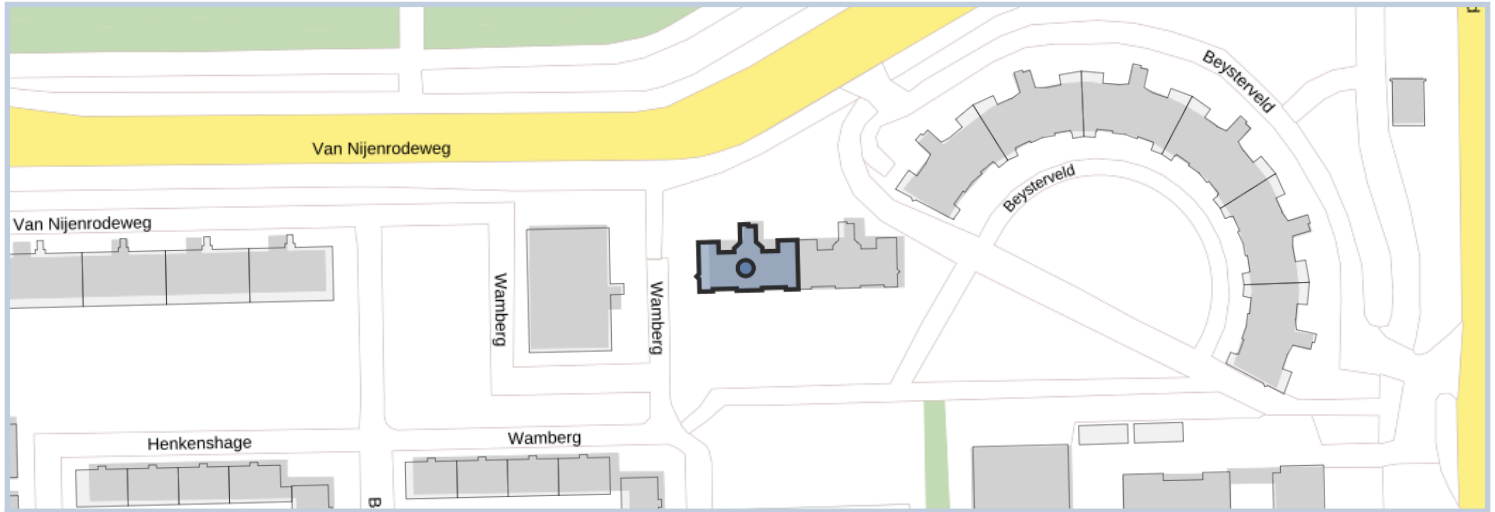 Beysterveld
Van Nijenrodeweg
Beysterveld
Van Nijenrodeweg
Wamberg
Wamberg
Henkenshage
Wamberg
B